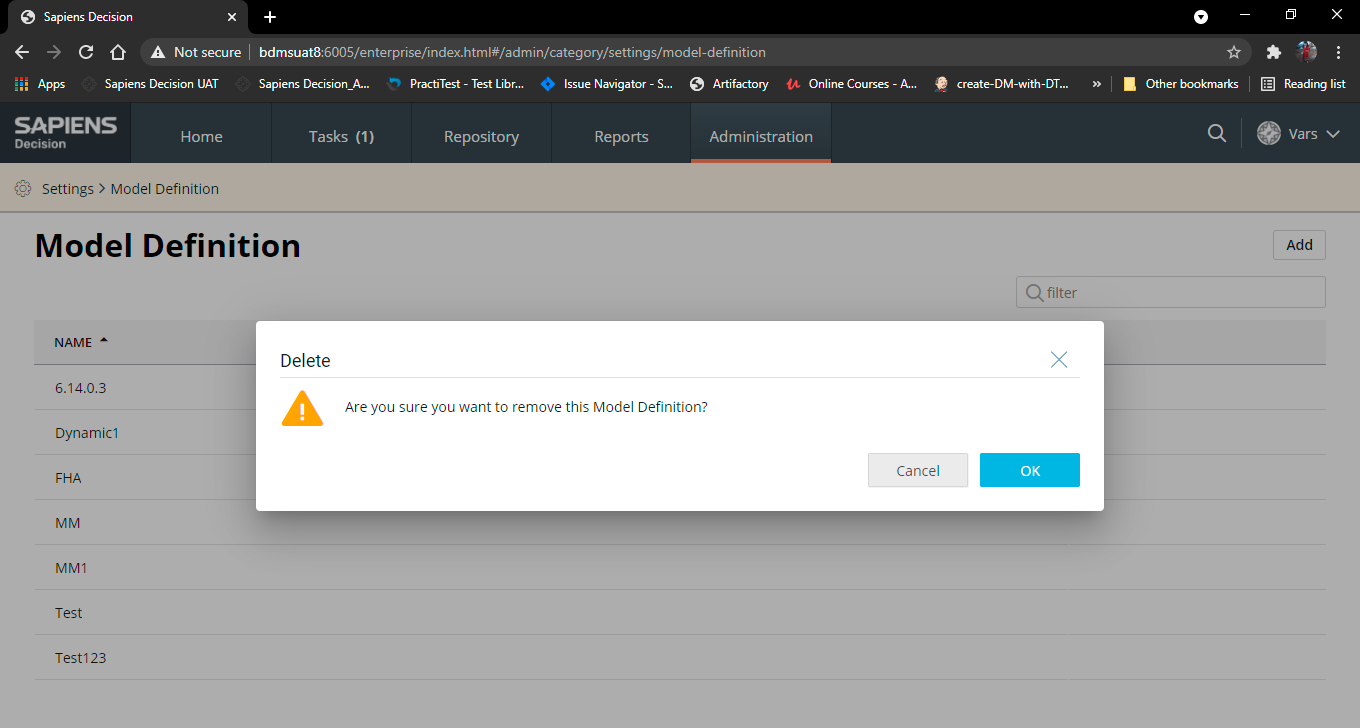 Sapiens Decision
Not secure bdmsuat8:6005/enterprise/index.html#/admin/category/settings/model-definition
Apps Sapiens Decision UAT Sapiens Decision_A... PractiTest - Test Libr... Issue Navigator - S... Artifactory Online Courses - A... create-DM-with-DT... » Other bookmarks Reading list
SAPIENS
Decision
Home Tasks (1) Repository Reports Administration Vars
Settings > Model Definition
Model Definition
Add
filter
NAME
6.14.0.3
Dynamic1
FHA
MM
MM1
Test
Test123
Delete
Are you sure you want to remove this Model Definition?
Cancel OK